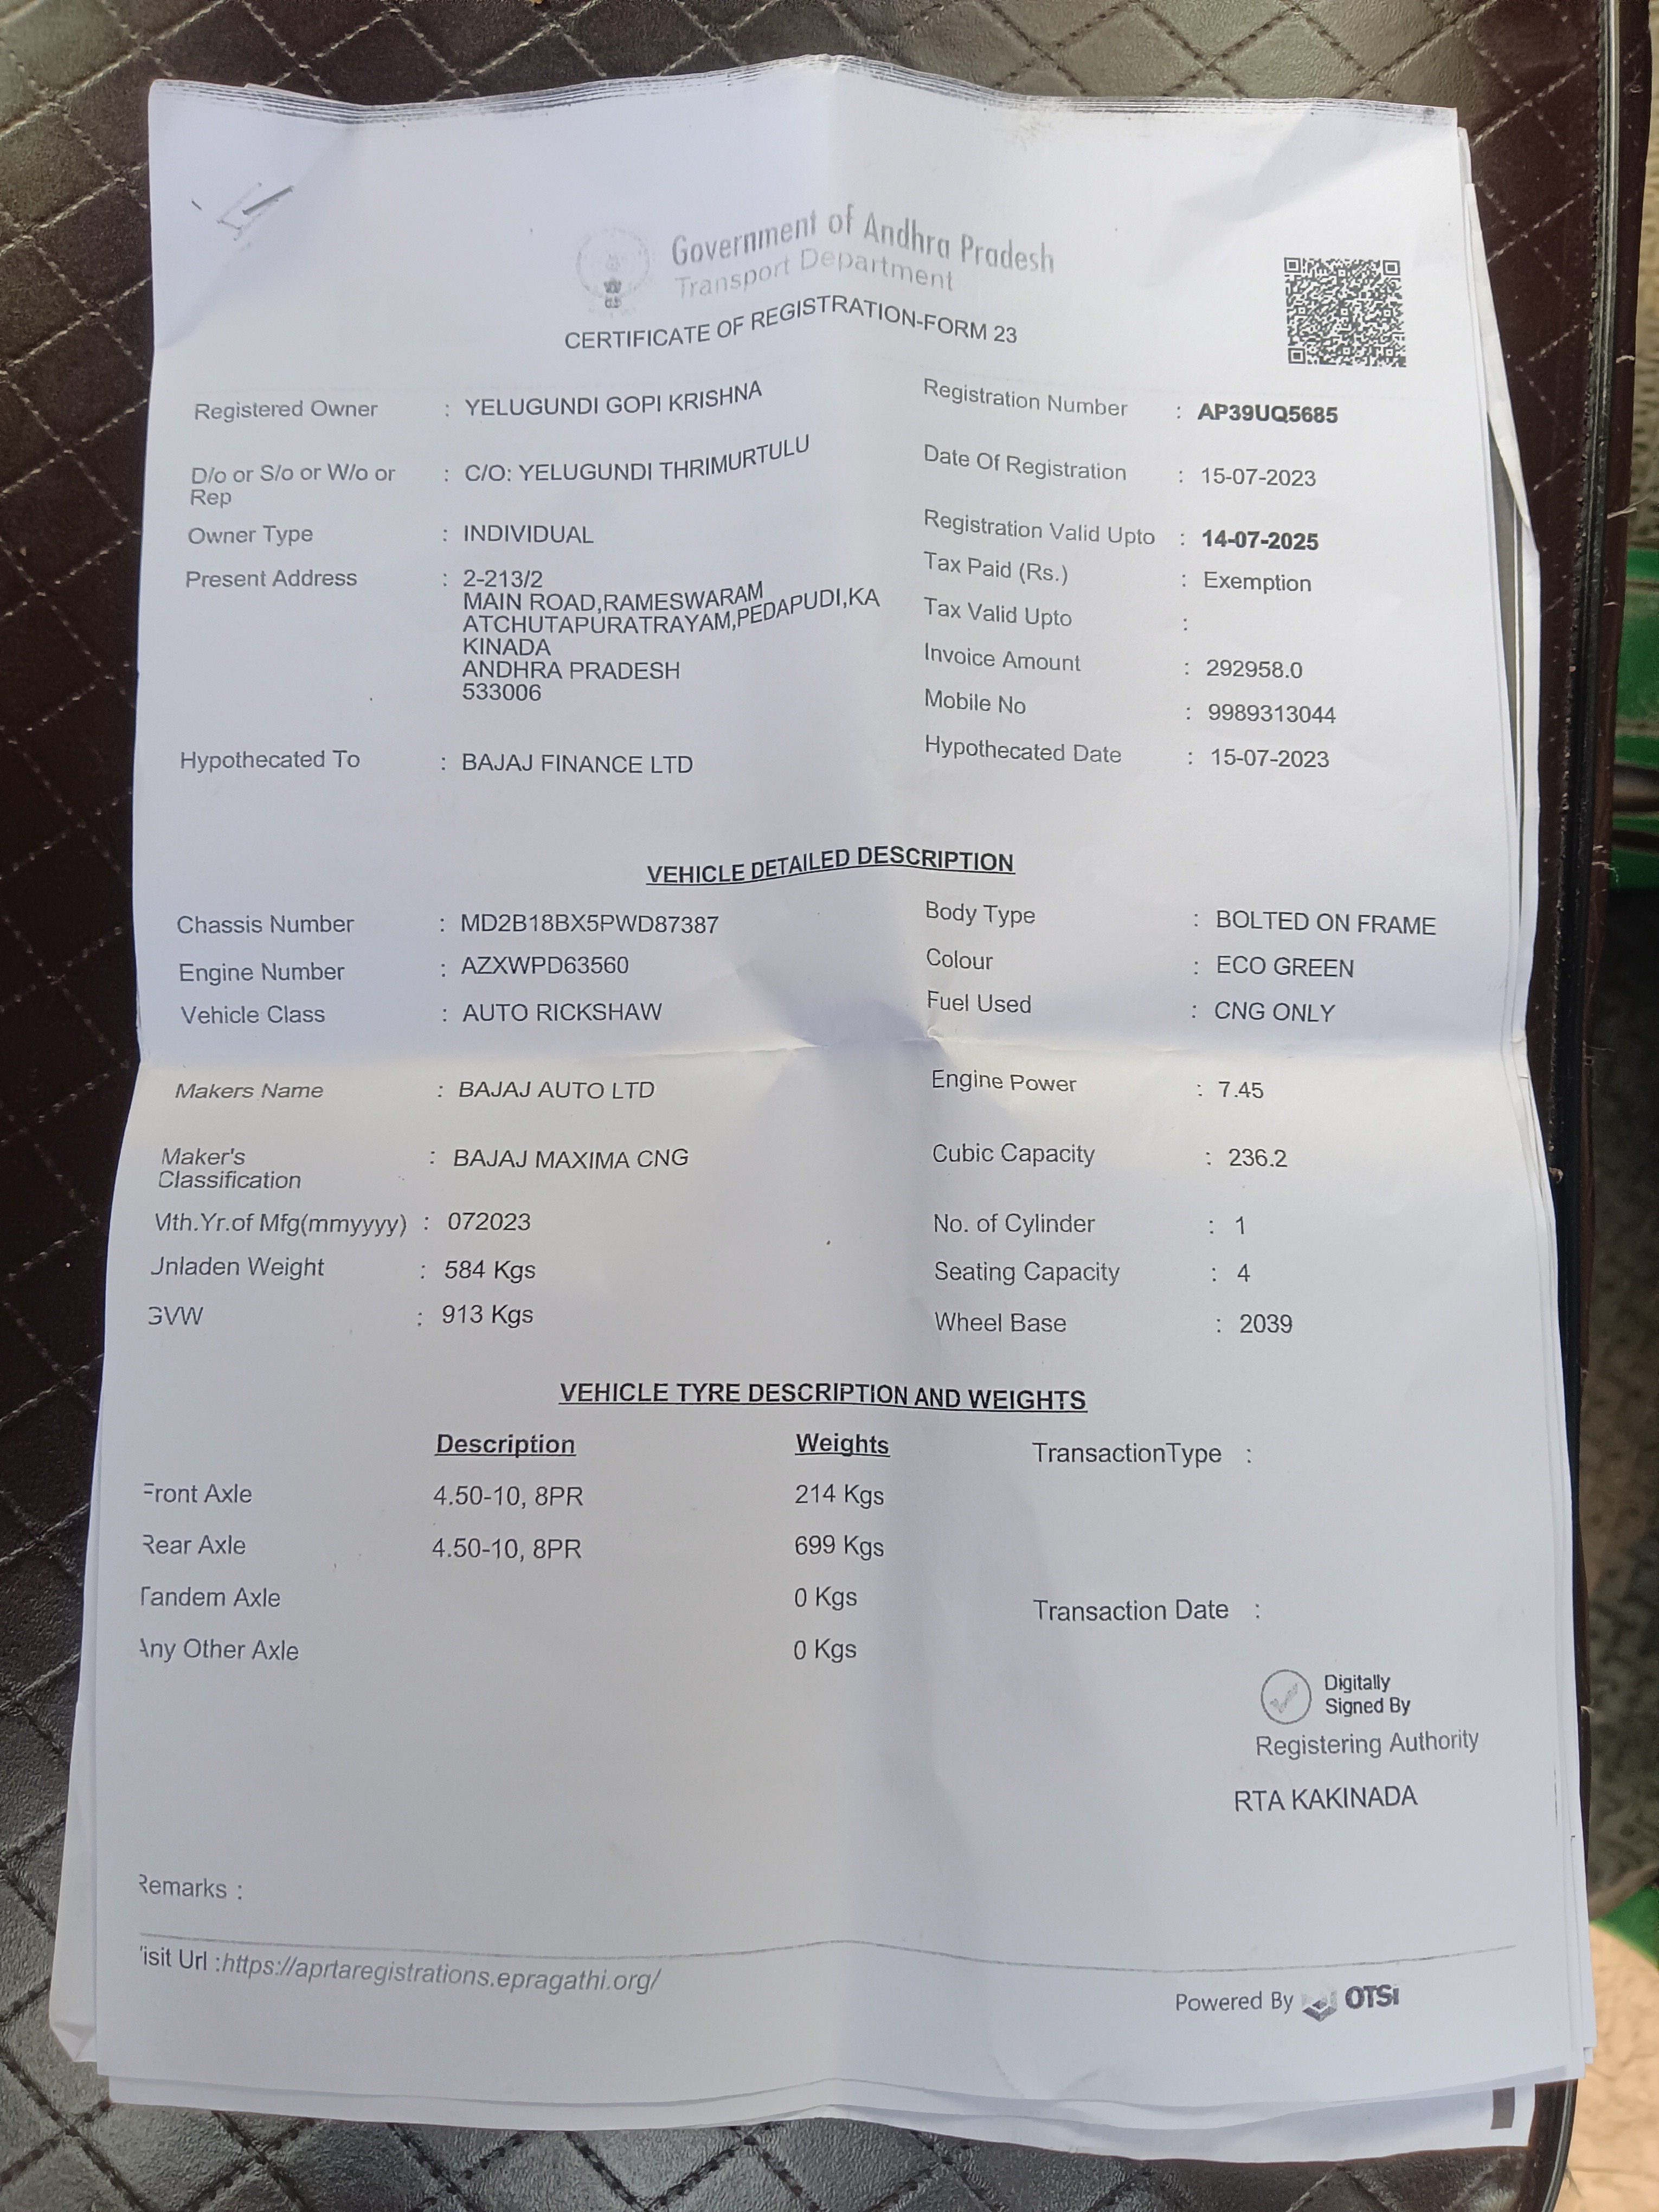 Government of Andhra Pradesh
Transport Department
CERTIFICATE OF REGISTRATION-FORM 23
Registered Owner : YELUGUNDI GOPI KRISHNA
Registration Number : AP39UQ5685
D/o or S/o or W/o or Rep : C/O: YELUGUNDI THRIMURTULU
Date Of Registration : 15-07-2023
Owner Type : INDIVIDUAL
Registration Valid Upto : 14-07-2025
Present Address : 2-213/2
MAIN ROAD,RAMESWARAM
ATCHUTAPURATRAYAM,PEDAPUDI,KA
KINADA
ANDHRA PRADESH
533006
Tax Paid (Rs.) : Exemption
Tax Valid Upto :
Invoice Amount : 292958.0
Mobile No : 9989313044
Hypothecated To : BAJAJ FINANCE LTD
Hypothecated Date : 15-07-2023
VEHICLE DETAILED DESCRIPTION
Chassis Number : MD2B18BX5PWD87387
Body Type : BOLTED ON FRAME
Engine Number : AZXWPD63560
Colour : ECO GREEN
Vehicle Class : AUTO RICKSHAW
Fuel Used : CNG ONLY
Makers Name : BAJAJ AUTO LTD
Engine Power : 7.45
Maker's Classification : BAJAJ MAXIMA CNG
Cubic Capacity : 236.2
Mth.Yr.of Mfg(mmyyyy) : 072023
No. of Cylinder : 1
Unladen Weight : 584 Kgs
Seating Capacity : 4
GVW : 913 Kgs
Wheel Base : 2039
VEHICLE TYRE DESCRIPTION AND WEIGHTS
Description Weights TransactionType :
Front Axle 4.50-10, 8PR 214 Kgs
Rear Axle 4.50-10, 8PR 699 Kgs
Tandem Axle 0 Kgs
Transaction Date :
Any Other Axle 0 Kgs
Digitally
Signed By
Registering Authority
RTA KAKINADA
Remarks :
Visit Url :https://aprtaregistrations.epragathi.org/
Powered By OTSi